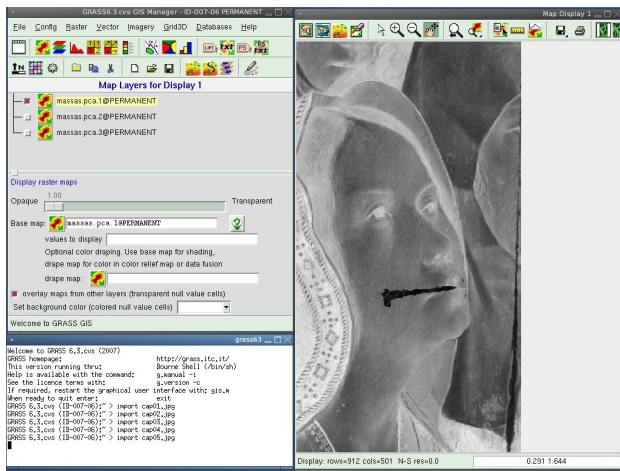 GRASS6.3.cvs GIS Manager - ID-007-06 PERMANENT
File Config Raster Vector Imagery Grid3D Databases Help
Map Layers for Display 1
massas.pca.1@PERMANENT
massas.pca.2@PERMANENT
massas.pca.3@PERMANENT
Display raster maps
1.00
Opaque Transparent
Base map: massas.pca.1@PERMANENT
values to display
Optional color draping. Use base map for shading,
drape map for color in color relief map or data fusion
drape map:
overlay maps from other layers (transparent null value cells)
Set background color (colored null value cells)
Welcome to GRASS GIS
grass63
Welcome to GRASS 6.3.cvs (2007)
GRASS homepage: http://grass.itc.it/
This version running thru: Bourne Shell (/bin/sh)
Help is available with the command: g.manual -i
See the licence terms with: g.version -c
If required, restart the graphical user interface with: gis.m
When ready to quit enter: exit
GRASS 6.3.cvs (ID-007-06):~ > import cap01.jpg
GRASS 6.3.cvs (ID-007-06):~ > import cap02.jpg
GRASS 6.3.cvs (ID-007-06):~ > import cap03.jpg
GRASS 6.3.cvs (ID-007-06):~ > import cap04.jpg
GRASS 6.3.cvs (ID-007-06):~ > import cap05.jpg
Map Display 1
Display: rows=912 cols=501 N-S res=0.0
0.291 1.644